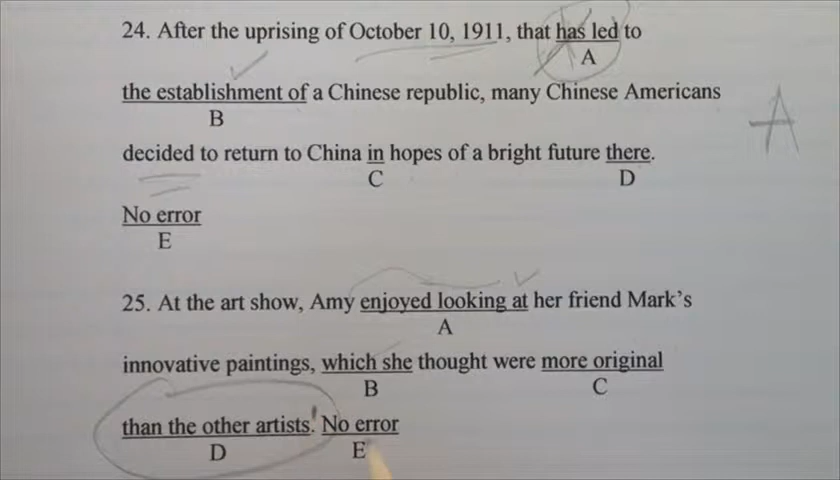 24. After the uprising of October 10, 1911, that has led to
A
the establishment of a Chinese republic, many Chinese Americans
B
A
decided to return to China in hopes of a bright future there.
C D
No error
E
25. At the art show, Amy enjoyed looking at her friend Mark's
A
innovative paintings, which she thought were more original
B C
than the other artists.' No error
D E